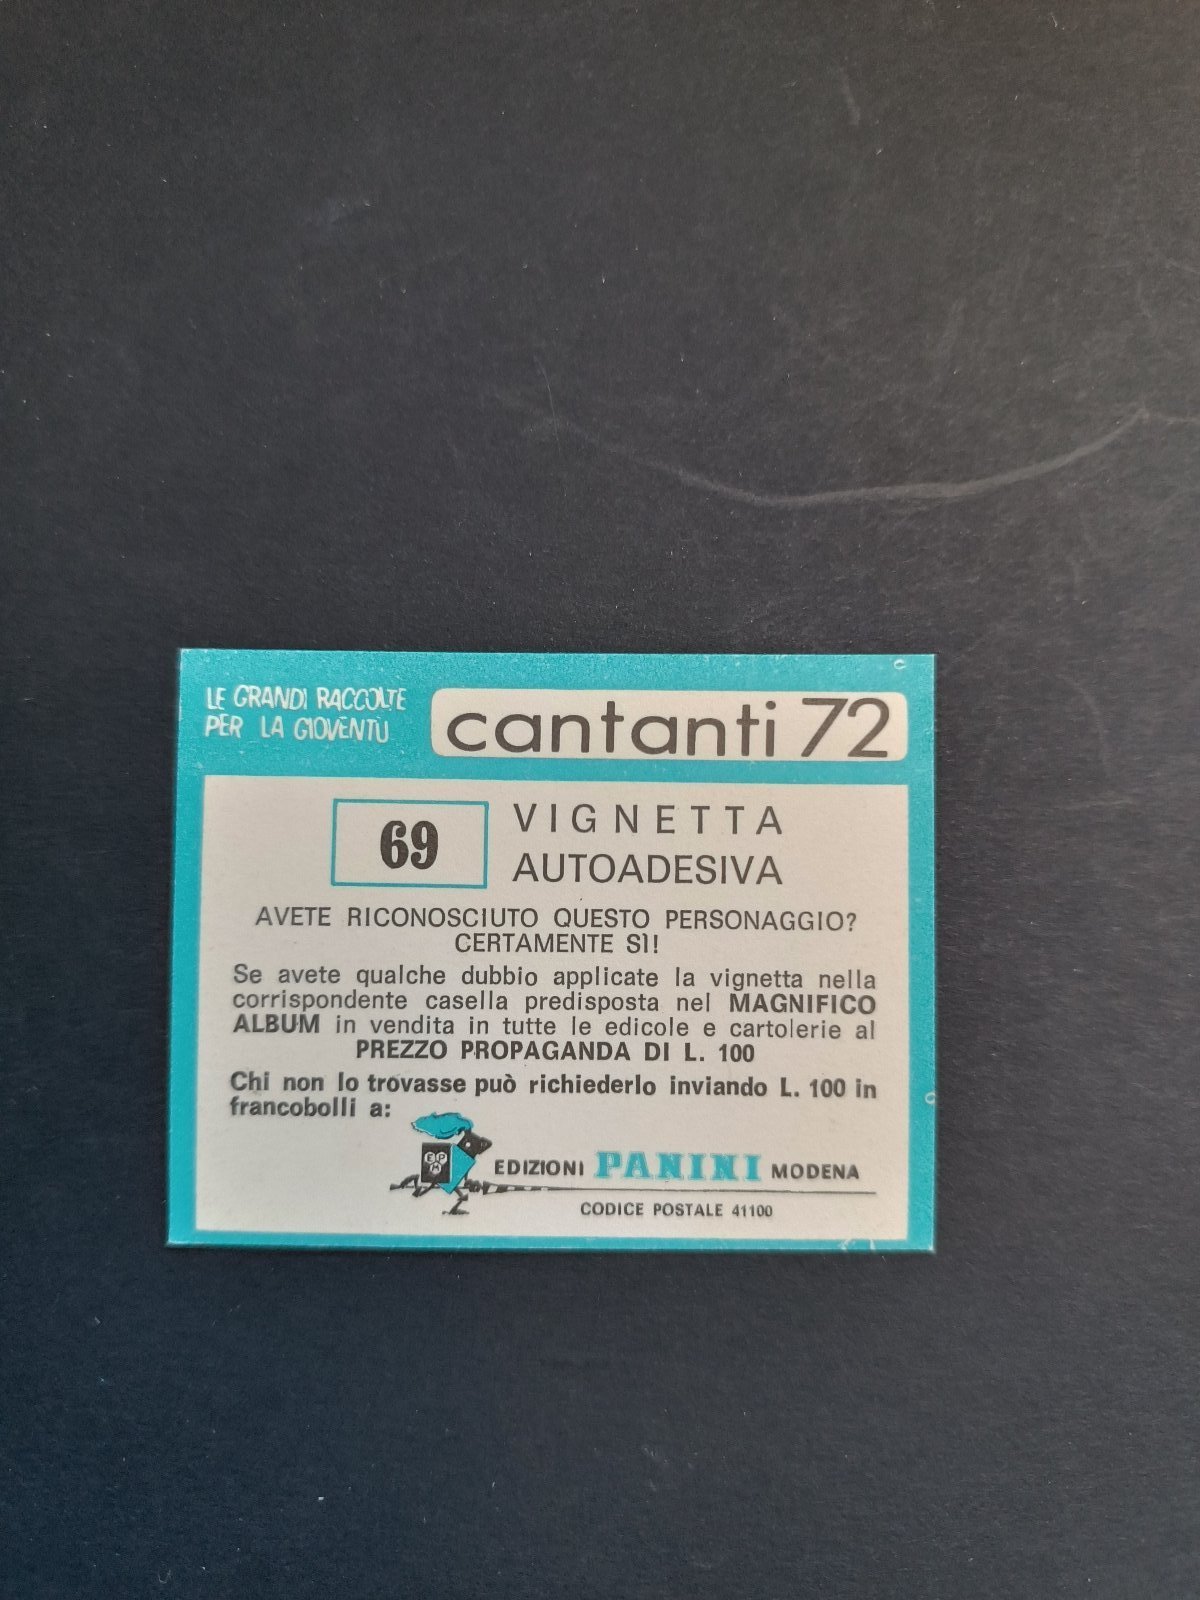 LE GRANDI RACCOLTE
PER LA GIOVENTÙ
cantanti 72
69
VIGNETTA
AUTOADESIVA
AVETE RICONOSCIUTO QUESTO PERSONAGGIO?
CERTAMENTE SÌ!
Se avete qualche dubbio applicate la vignetta nella
corrispondente casella predisposta nel MAGNIFICO
ALBUM in vendita in tutte le edicole e cartolerie al
PREZZO PROPAGANDA DI L. 100
Chi non lo trovasse può richiederlo inviando L. 100 in
francobolli a:
EPM
EDIZIONI PANINI MODENA
CODICE POSTALE 41100